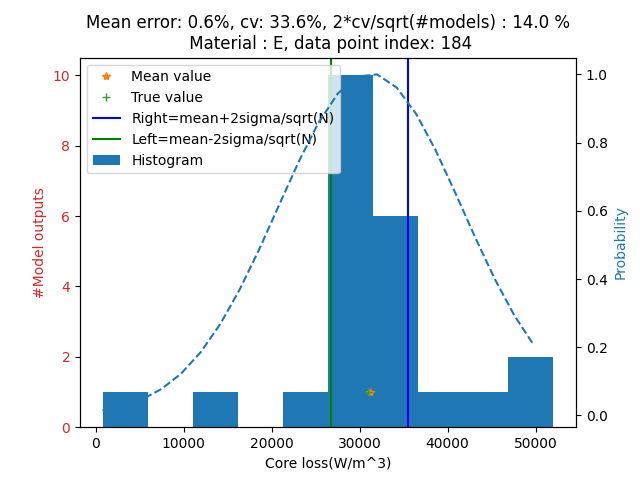 Mean error: 0.6%, cv: 33.6%, 2*cv/sqrt(#models) : 14.0 %
Material : E, data point index: 184
Mean value
True value
Right=mean+2sigma/sqrt(N)
Left=mean-2sigma/sqrt(N)
Histogram
#Model outputs
10
8
6
4
2
0
1.0
0.8
0.6
0.4
0.2
0.0
Probability
0 10000 20000 30000 40000 50000
Core loss(W/m^3)